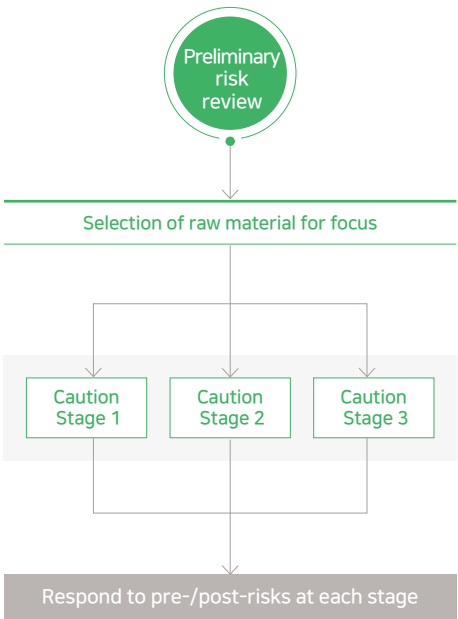 Preliminary
risk
review
Selection of raw material for focus
Caution
Stage 1
Caution
Stage 2
Caution
Stage 3
Respond to pre-/post-risks at each stage